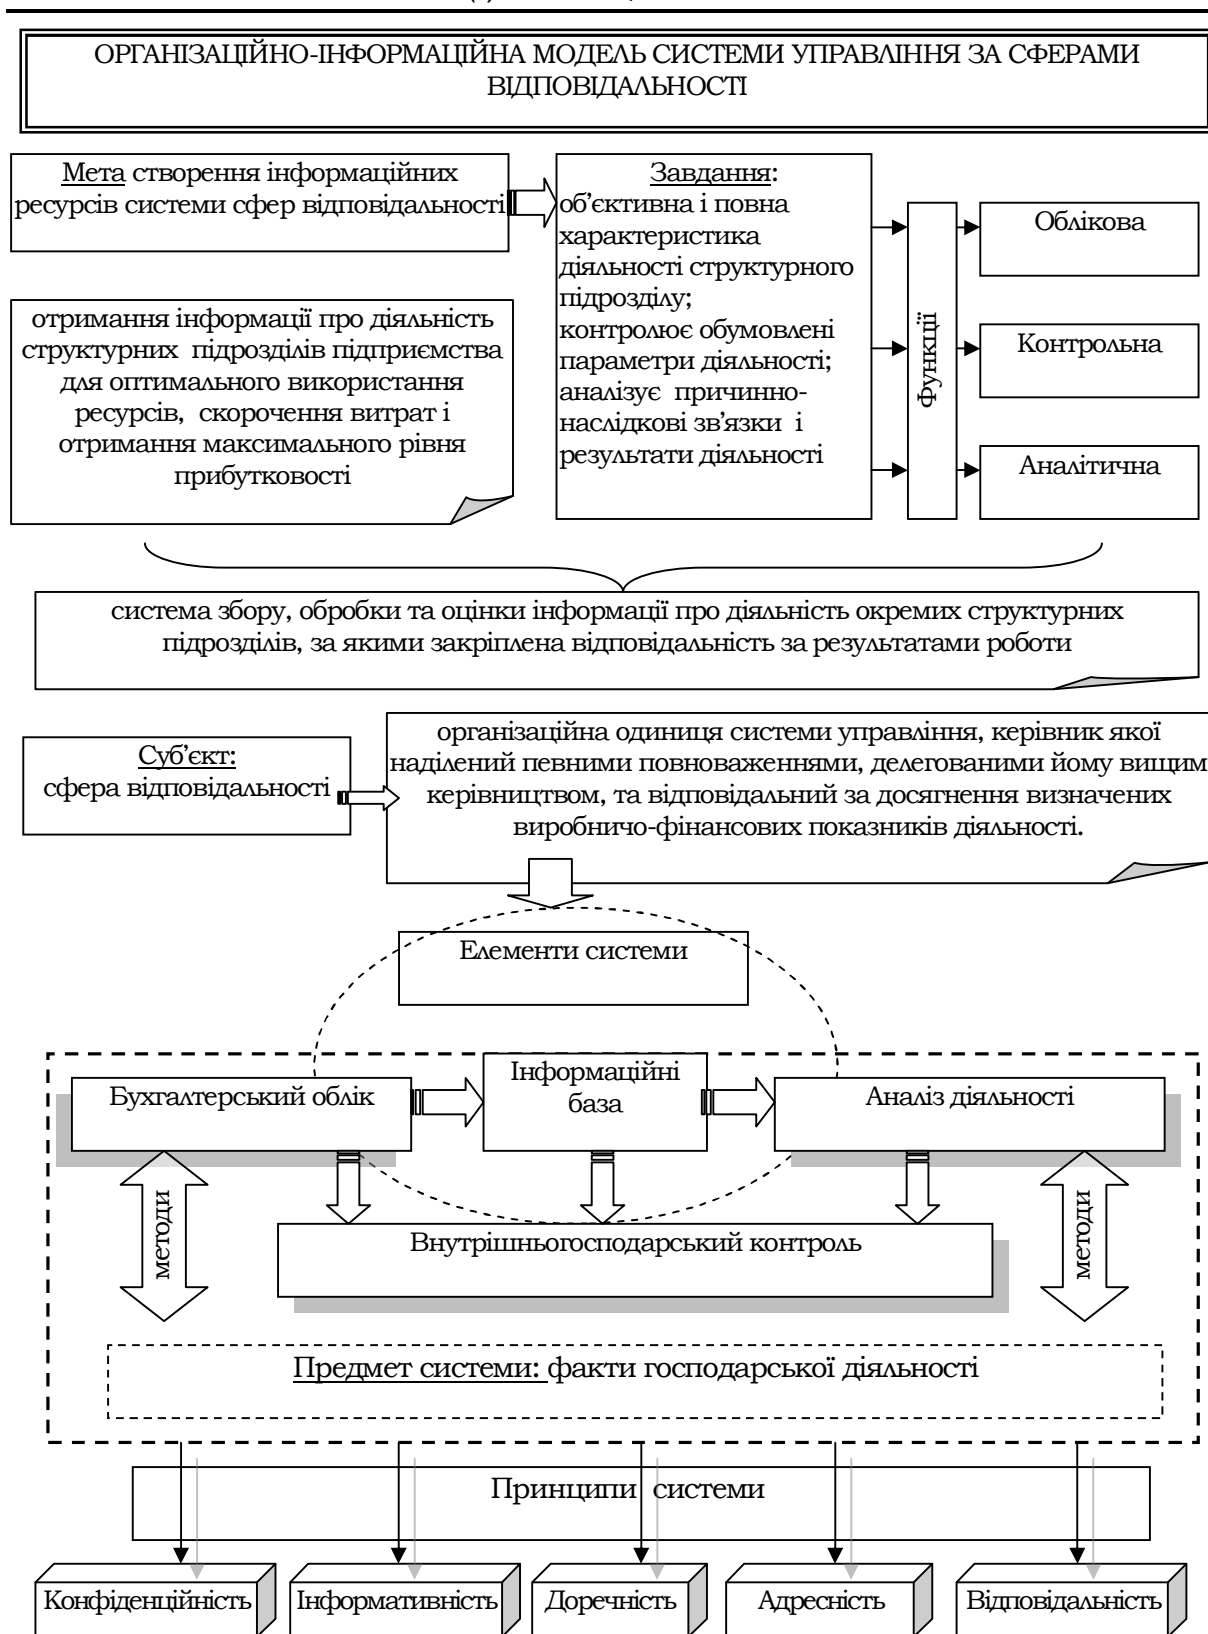 ОРГАНІЗАЦІЙНО-ІНФОРМАЦІЙНА МОДЕЛЬ СИСТЕМИ УПРАВЛІННЯ ЗА СФЕРАМИ
ВІДПОВІДАЛЬНОСТІ
Мета створення інформаційних
ресурсів системи сфер відповідальності
отримання інформації про діяльність
структурних підрозділів підприємства
для оптимального використання
ресурсів, скорочення витрат і
отримання максимального рівня
прибутковості
Завдання:
об'єктивна і повна
характеристика
діяльності структурного
підрозділу;
контролює обумовлені
параметри діяльності;
аналізує причинно-
наслідкові зв'язки і
результати діяльності
Функції
Облікова
Контрольна
Аналітична
система збору, обробки та оцінки інформації про діяльність окремих структурних
підрозділів, за якими закріплена відповідальність за результатами роботи
Суб'єкт:
сфера відповідальності
організаційна одиниця системи управління, керівник якої
наділений певними повноваженнями, делегованими йому вищим
керівництвом, та відповідальний за досягнення визначених
виробничо-фінансових показників діяльності.
Елементи системи
Бухгалтерський облік
Інформаційні
база
Аналіз діяльності
методи
Внутрішньогосподарський контроль
методи
Предмет системи: факти господарської діяльності
Принципи системи
Конфіденційність
Інформативність
Доречність
Адресність
Відповідальність